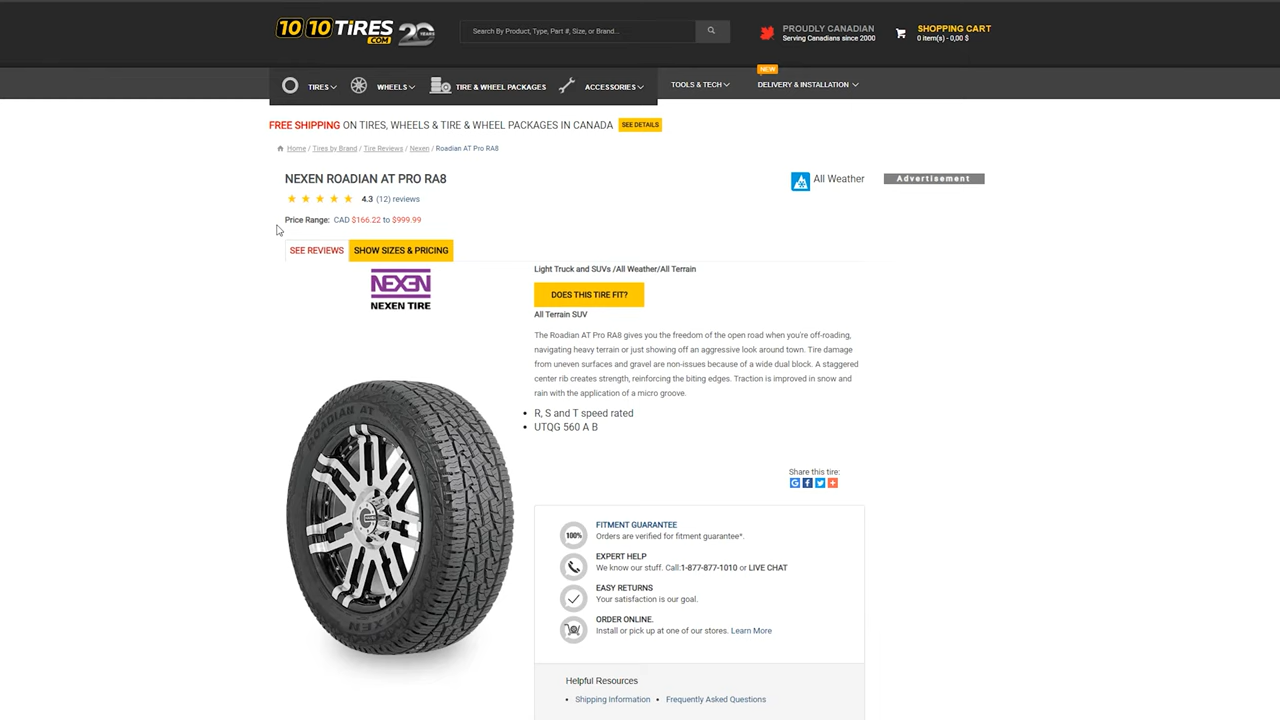 10 10 TIRES .COM 20 YEARS
Search By Product, Type, Part #, Size, or Brand...
PROUDLY CANADIAN
Serving Canadians since 2000
SHOPPING CART
0 item(s) - 0,00 $
TIRES
WHEELS
TIRE & WHEEL PACKAGES
ACCESSORIES
TOOLS & TECH
NEW
DELIVERY & INSTALLATION
FREE SHIPPING ON TIRES, WHEELS & TIRE & WHEEL PACKAGES IN CANADA SEE DETAILS
Home / Tires by Brand / Tire Reviews / Nexen / Roadian AT Pro RA8
NEXEN ROADIAN AT PRO RA8
All Weather
Advertisement
4.3 (12) reviews
Price Range: CAD $166.22 to $999.99
SEE REVIEWS
SHOW SIZES & PRICING
NEXEN
NEXEN TIRE
Light Truck and SUVs /All Weather/All Terrain
DOES THIS TIRE FIT?
All Terrain SUV
The Roadian AT Pro RA8 gives you the freedom of the open road when you're off-roading,
navigating heavy terrain or just showing off an aggressive look around town. Tire damage
from uneven surfaces and gravel are non-issues because of a wide dual block. A staggered
center rib creates strength, reinforcing the biting edges. Traction is improved in snow and
rain with the application of a micro groove.
• R, S and T speed rated
• UTQG 560 A B
ROADIAN AT
NEXEN
Share this tire:
100%
FITMENT GUARANTEE
Orders are verified for fitment guarantee*.
EXPERT HELP
We know our stuff. Call:1-877-877-1010 or LIVE CHAT
EASY RETURNS
Your satisfaction is our goal.
ORDER ONLINE.
Install or pick up at one of our stores. Learn More
Helpful Resources
• Shipping Information • Frequently Asked Questions